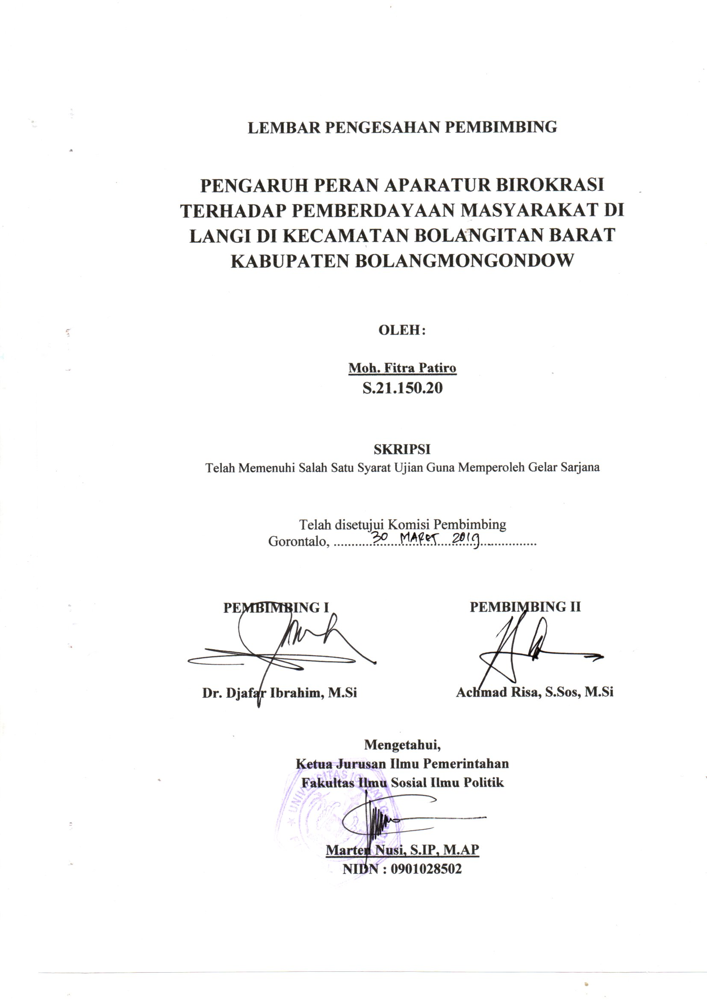 LEMBAR PENGESAHAN PEMBIMBING
PENGARUH PERAN APARATUR BIROKRASI
TERHADAP PEMBERDAYAAN MASYARAKAT DI
LANGI DI KECAMATAN BOLANGITAN BARAT
KABUPATEN BOLANGMONGONDOW
OLEH:
Moh. Fitra Patiro
S.21.150.20
SKRIPSI
Telah Memenuhi Salah Satu Syarat Ujian Guna Memperoleh Gelar Sarjana
Telah disetujui Komisi Pembimbing
Gorontalo, 30 MARET 2019
PEMBIMBING I
PEMBIMBING II
Dr. Djafar Ibrahim, M.Si
Achmad Risa, S.Sos, M.Si
Mengetahui,
Ketua Jurusan Ilmu Pemerintahan
Fakultas Ilmu Sosial Ilmu Politik
UNIVERSITAS
Marten Nusi, S.IP, M.AP
NIDN : 0901028502